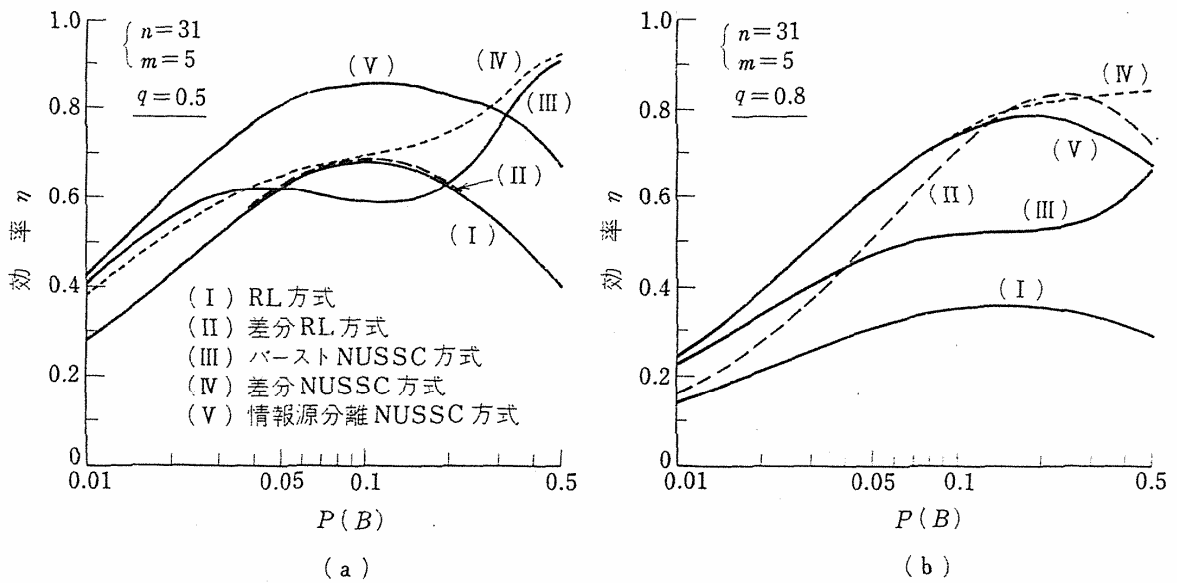 1.0
0.8
0.6
0.4
0.2
0
効率 η
n=31
m=5
q=0.5
(V)
(Ⅳ)
(Ⅲ)
(Ⅱ)
(Ⅰ)
(Ⅰ) RL方式
(Ⅱ) 差分RL方式
(Ⅲ) バーストNUSSC方式
(Ⅳ) 差分NUSSC方式
(Ⅴ) 情報源分離NUSSC方式
0.01
0.05
0.1
0.5
P(B)
(a)
1.0
0.8
0.6
0.4
0.2
0
効率 η
n=31
m=5
q=0.8
(Ⅳ)
(Ⅴ)
(Ⅱ)
(Ⅲ)
(Ⅰ)
0.01
0.05
0.1
0.5
P(B)
(b)